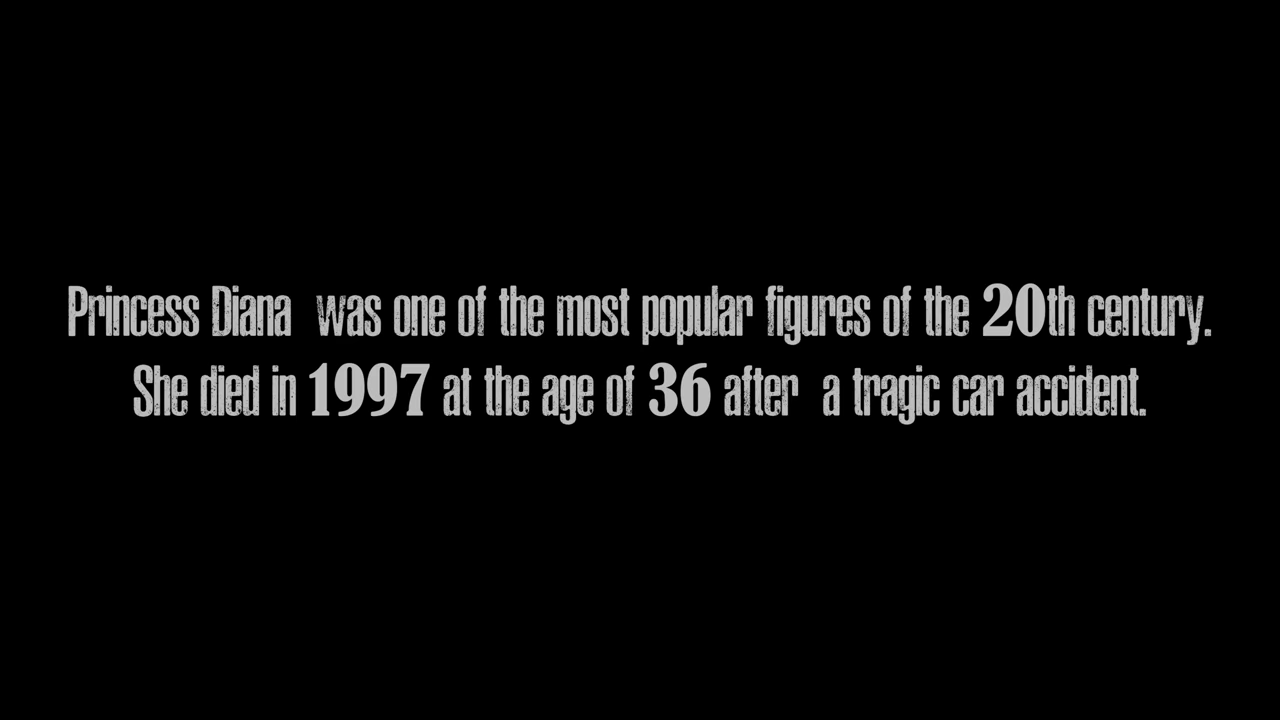 Princess Diana  was one of the most popular figures of the 20th century.
She died in 1997 at the age of 36 after  a tragic car accident.